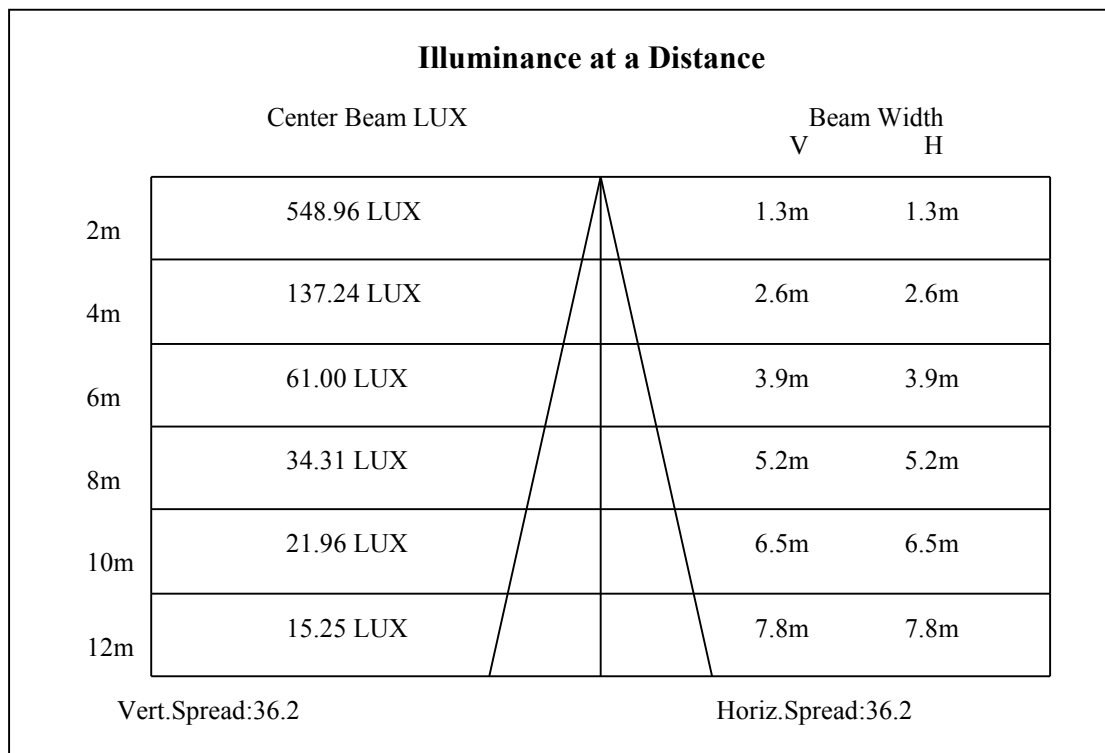 Illuminance at a Distance
Center Beam LUX Beam Width
V H
2m 548.96 LUX 1.3m 1.3m
4m 137.24 LUX 2.6m 2.6m
6m 61.00 LUX 3.9m 3.9m
8m 34.31 LUX 5.2m 5.2m
10m 21.96 LUX 6.5m 6.5m
12m 15.25 LUX 7.8m 7.8m
Vert.Spread:36.2 Horiz.Spread:36.2